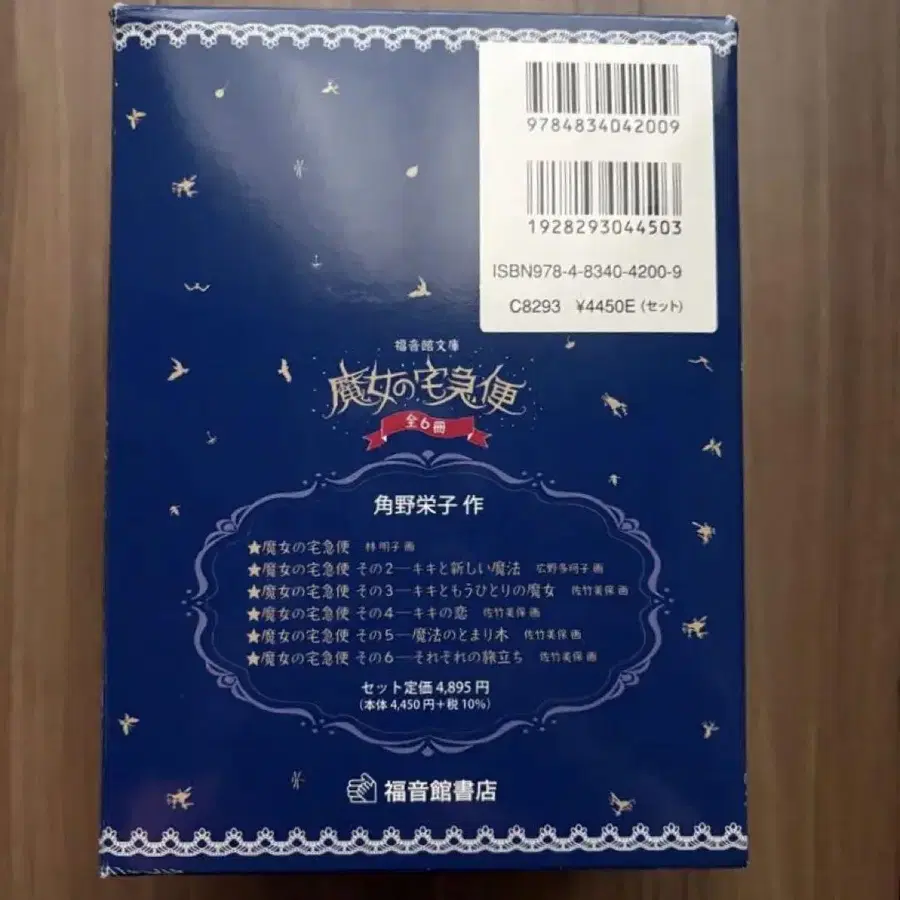 9784834042009
1928293044503
ISBN978-4-8340-4200-9
C8293 ¥4450E(セット)
福音館文庫
魔女の宅急便
全6冊
角野栄子 作
★魔女の宅急便 林 明子 画
★魔女の宅急便 その2―キキと新しい魔法 広野多珂子 画
★魔女の宅急便 その3―キキともうひとりの魔女 佐竹美保 画
★魔女の宅急便 その4―キキの恋 佐竹美保 画
★魔女の宅急便 その5―魔法のとまり木 佐竹美保 画
★魔女の宅急便 その6―それぞれの旅立ち 佐竹美保 画
セット定価 4,895 円
(本体 4,450 円+税 10%)
福音館書店